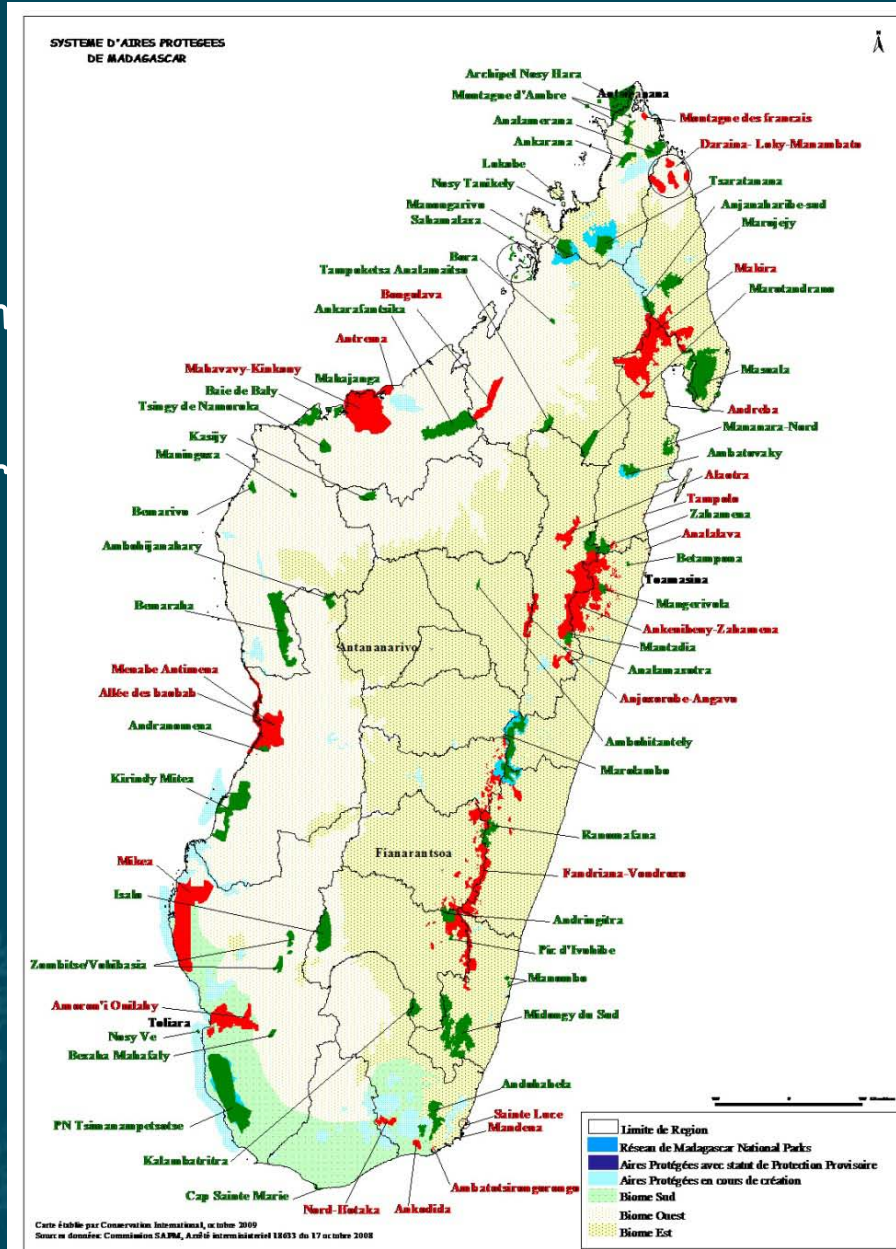 SYSTEME D'AIRES PROTEGEES
DE MADAGASCAR
N
Archipel Nosy Hara
Antsiranana
Montagne d'Ambre
Montagne des francais
Analamerana
Daraina- Loky-Manambato
Ankarana
Lokobe
Tsaratanana
Nosy Tanikely
Anjanaharibe-sud
Manongarivo
Marojejy
Sahamalaza
Bora
Makira
Tampoketsa Analamaitso
Marotandrano
Bongolava
Ankarafantsika
Antrema
Mahavavy-Kinkony
Mahajanga
Masoala
Baie de Baly
Tsingy de Namoroka
Andreba
Mananara-Nord
Kasijy
Ambatovaky
Maningoza
Alaotra
Bemarivo
Tampolo
Zahamena
Analalava
Ambohijanahary
Betampona
Toamasina
Bemaraha
Mangerivola
Ankeniheny-Zahamena
Antananarivo
Mantadia
Menabe Antimena
Analamazotra
Allée des baobab
Anjozorobe-Angavo
Andranomena
Ambohitantely
Kirindy Mitea
Marolambo
Ranomafana
Fianarantsoa
Mikea
Fandriana-Vondrozo
Isalo
Andringitra
Pic d'Ivohibe
Zombitse/Vohibasia
Manombo
Amoron'i Onilahy
Toliara
Midongy du Sud
Nosy Ve
Bezaha Mahafaly
Andohahela
PN Tsimanampetsotse
Sainte Luce
Mandena
Kalambatritra
Ambatotsirongorongo
Cap Sainte Marie
Nord-Ifotaka
Ankodida
Limite de Region
Réseau de Madagascar National Parks
Aires Protégées avec statut de Protection Provisoire
Aires Protégées en cours de création
Biome Sud
Biome Ouest
Biome Est
Carte établie par Conservation International, octobre 2009
Sources données: Commission SAPM, Arrêté interministeriel 18633 du 17 octobre 2008